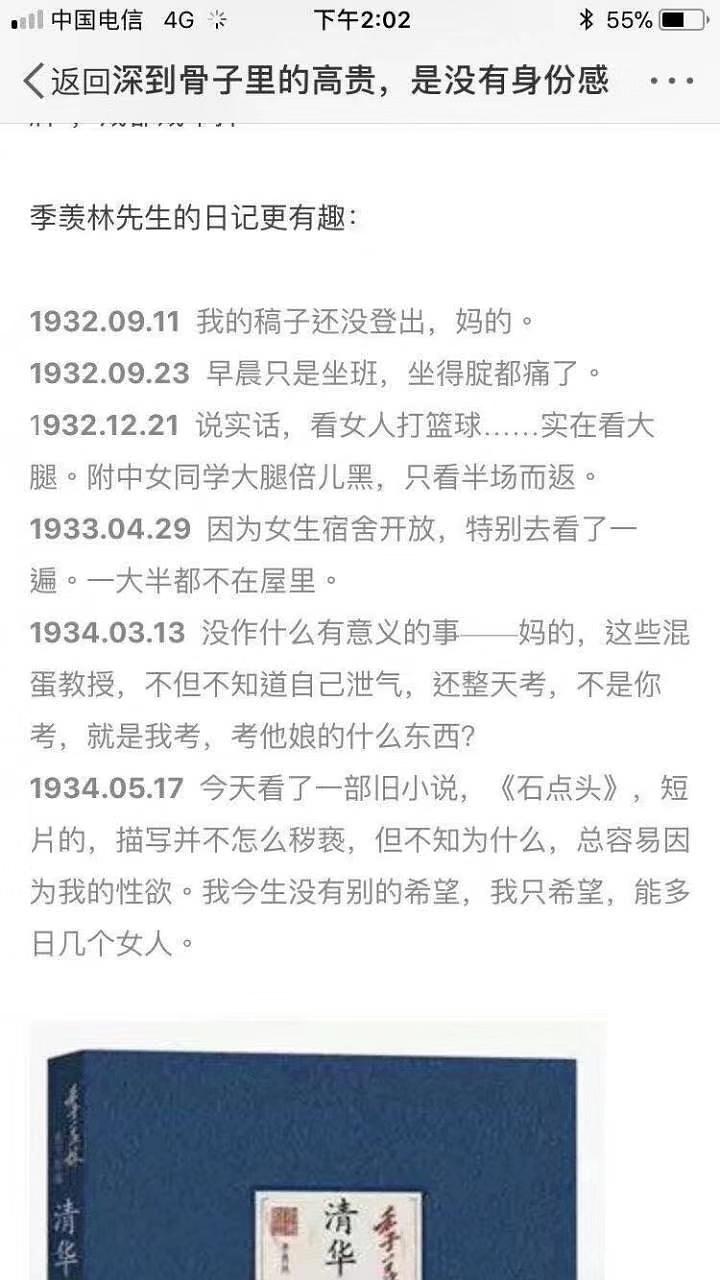 中国电信 4G 下午2:02 55%
返回深到骨子里的高贵，是没有身份感
季羡林先生的日记更有趣：
1932.09.11 我的稿子还没登出，妈的。
1932.09.23 早晨只是坐班，坐得腚都痛了。
1932.12.21 说实话，看女人打篮球……实在看大
腿。附中女同学大腿倍儿黑，只看半场而返。
1933.04.29 因为女生宿舍开放，特别去看了一
遍。一大半都不在屋里。
1934.03.13 没作什么有意义的事——妈的，这些混
蛋教授，不但不知道自己泄气，还整天考，不是你
考，就是我考，考他娘的什么东西？
1934.05.17 今天看了一部旧小说，《石点头》，短
片的，描写并不怎么秽亵，但不知为什么，总容易因
为我的性欲。我今生没有别的希望，我只希望，能多
日几个女人。
季羡林
清华
清华
季羡